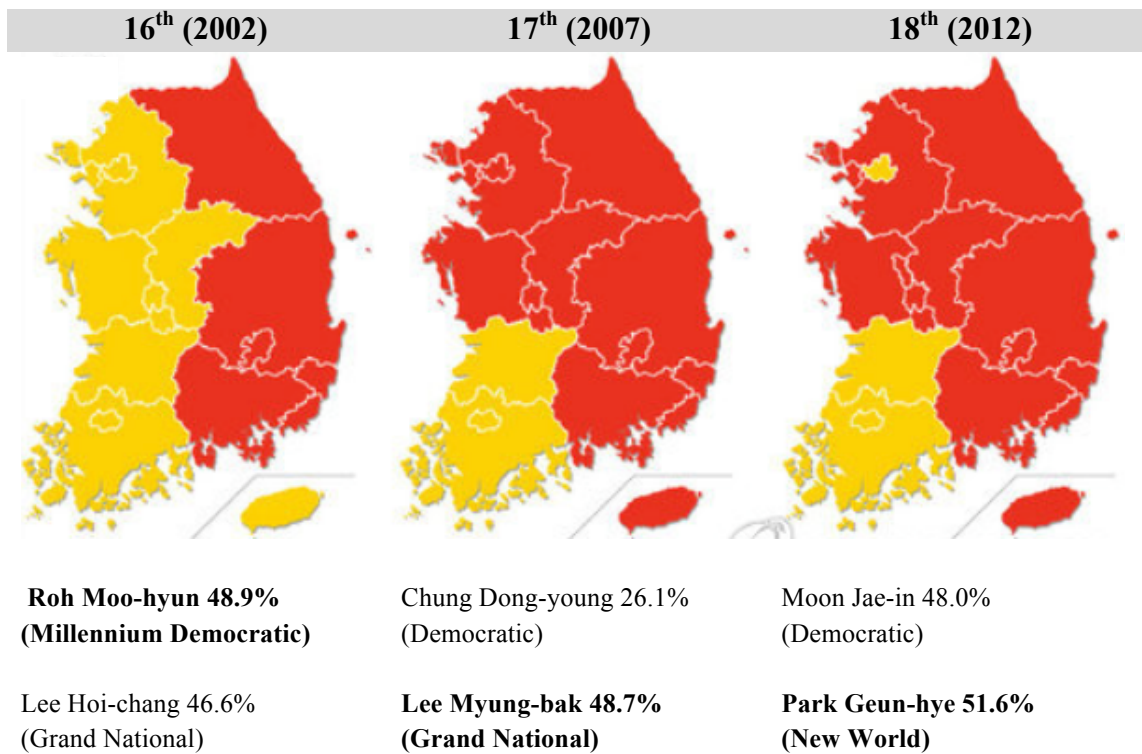 16th (2002)
17th (2007)
18th (2012)
Roh Moo-hyun 48.9%
(Millennium Democratic)
Lee Hoi-chang 46.6%
(Grand National)
Chung Dong-young 26.1%
(Democratic)
Lee Myung-bak 48.7%
(Grand National)
Moon Jae-in 48.0%
(Democratic)
Park Geun-hye 51.6%
(New World)